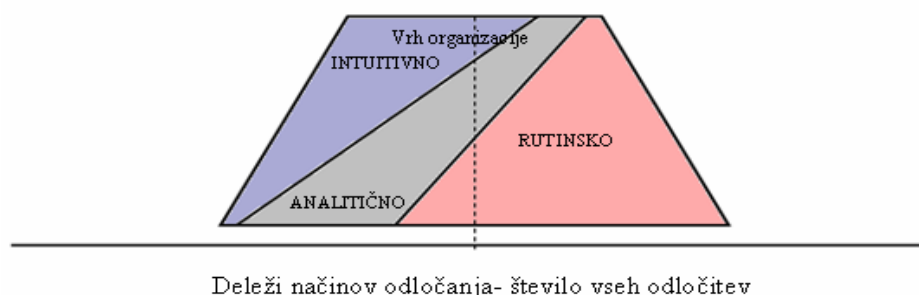 Vrh organizacije
INTUITIVNO
RUTINSKO
ANALITIČNO
Deleži načinov odločanja- število vseh odločitev